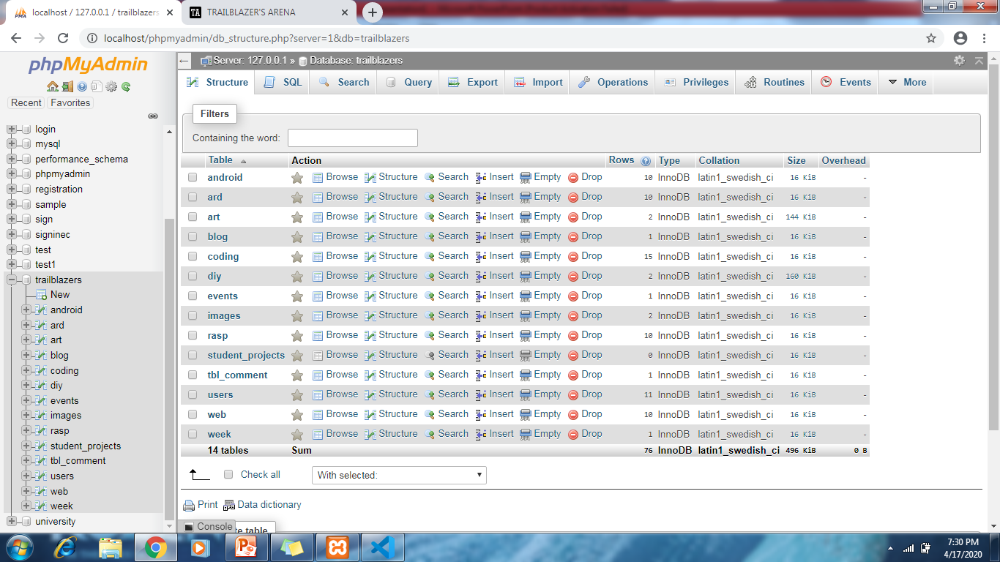 localhost / 127.0.0.1 / trailblazers
TRAILBLAZER'S ARENA
localhost/phpmyadmin/db_structure.php?server=1&db=trailblazers
phpMyAdmin
Recent Favorites
login
mysql
performance_schema
phpmyadmin
registration
sample
sign
signinec
test
test1
trailblazers
New
android
ard
art
blog
coding
diy
events
images
rasp
student_projects
tbl_comment
users
web
week
university
Server: 127.0.0.1 » Database: trailblazers
Structure SQL Search Query Export Import Operations Privileges Routines Events More
Filters
Containing the word:
Table Action Rows Type Collation Size Overhead
android Browse Structure Search Insert Empty Drop 10 InnoDB latin1_swedish_ci 16 KiB -
ard Browse Structure Search Insert Empty Drop 10 InnoDB latin1_swedish_ci 16 KiB -
art Browse Structure Search Insert Empty Drop 2 InnoDB latin1_swedish_ci 144 KiB -
blog Browse Structure Search Insert Empty Drop 1 InnoDB latin1_swedish_ci 16 KiB -
coding Browse Structure Search Insert Empty Drop 15 InnoDB latin1_swedish_ci 16 KiB -
diy Browse Structure Search Insert Empty Drop 2 InnoDB latin1_swedish_ci 160 KiB -
events Browse Structure Search Insert Empty Drop 1 InnoDB latin1_swedish_ci 16 KiB -
images Browse Structure Search Insert Empty Drop 2 InnoDB latin1_swedish_ci 16 KiB -
rasp Browse Structure Search Insert Empty Drop 10 InnoDB latin1_swedish_ci 16 KiB -
student_projects Browse Structure Search Insert Empty Drop 0 InnoDB latin1_swedish_ci 16 KiB -
tbl_comment Browse Structure Search Insert Empty Drop 1 InnoDB latin1_swedish_ci 16 KiB -
users Browse Structure Search Insert Empty Drop 11 InnoDB latin1_swedish_ci 16 KiB -
web Browse Structure Search Insert Empty Drop 10 InnoDB latin1_swedish_ci 16 KiB -
week Browse Structure Search Insert Empty Drop 1 InnoDB latin1_swedish_ci 16 KiB -
14 tables Sum 76 InnoDB latin1_swedish_ci 496 KiB 0 B
Check all With selected:
Print Data dictionary
Console te table
7:30 PM
4/17/2020